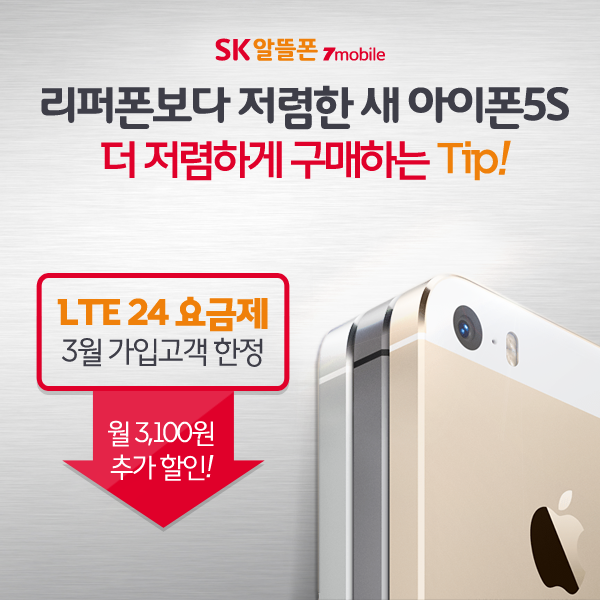 SK 알뜰폰 7mobile
리퍼폰보다 저렴한 새 아이폰5S
더 저렴하게 구매하는 Tip!
LTE 24 요금제
3월 가입고객 한정
월 3,100원
추가 할인!